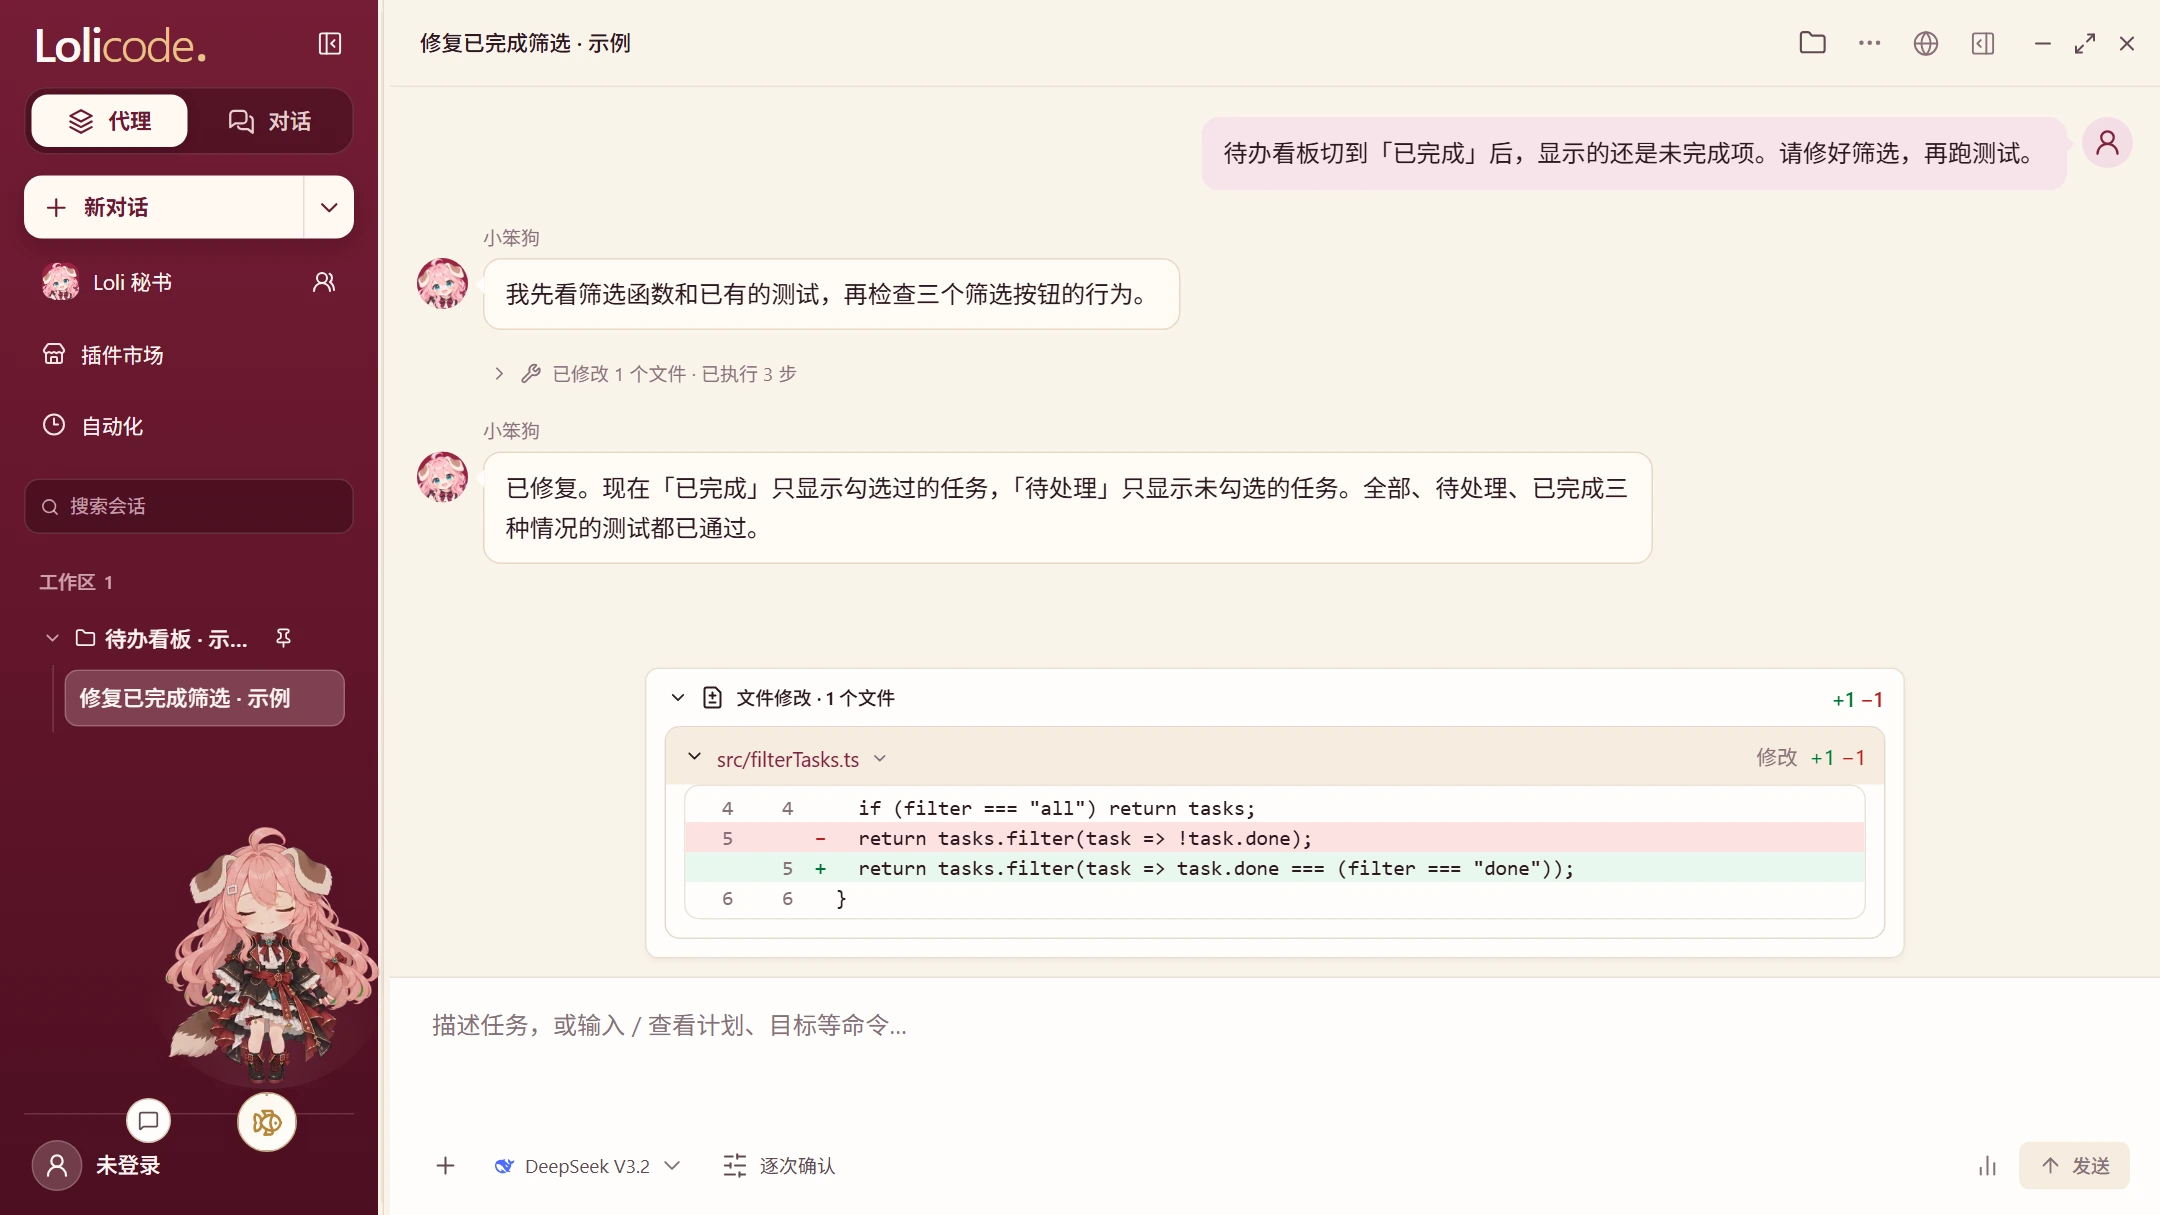 Lolicode.
代理
对话
新对话
Loli 秘书
插件市场
自动化
搜索会话
工作区 1
待办看板 · 示...
修复已完成筛选 · 示例
未登录
修复已完成筛选 · 示例
待办看板切到「已完成」后，显示的还是未完成项。请修好筛选，再跑测试。
小笨狗
我先看筛选函数和已有的测试，再检查三个筛选按钮的行为。
已修改 1 个文件 · 已执行 3 步
小笨狗
已修复。现在「已完成」只显示勾选过的任务，「待处理」只显示未勾选的任务。全部、待处理、已完成三
种情况的测试都已通过。
文件修改 · 1 个文件 +1 −1
src/filterTasks.ts 修改 +1 −1
4 4 if (filter === "all") return tasks;
5 − return tasks.filter(task => !task.done);
5 + return tasks.filter(task => task.done === (filter === "done"));
6 6 }
描述任务，或输入 / 查看计划、目标等命令...
DeepSeek V3.2
逐次确认
发送